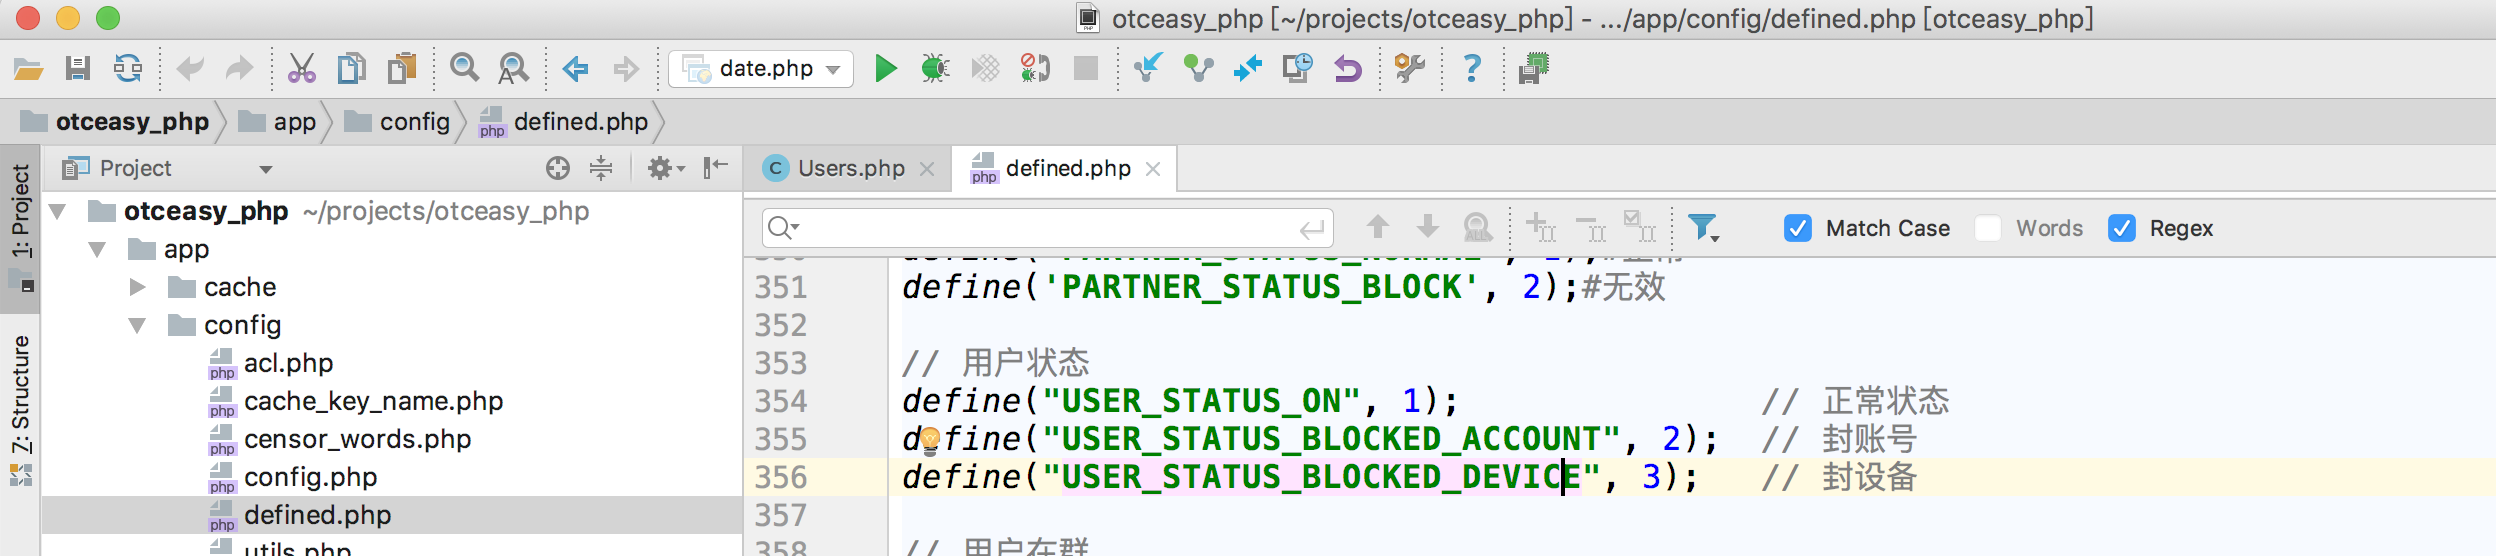 otceasy_php [~/projects/otceasy_php] - .../app/config/defined.php [otceasy_php]
date.php
otceasy_php app config defined.php
1: Project
7: Structure
Project
otceasy_php ~/projects/otceasy_php
app
cache
config
acl.php
cache_key_name.php
censor_words.php
config.php
defined.php
utils.php
Users.php defined.php
Match Case Words Regex
351 define('PARTNER_STATUS_BLOCK', 2);#无效
352
353 // 用户状态
354 define("USER_STATUS_ON", 1); // 正常状态
355 define("USER_STATUS_BLOCKED_ACCOUNT", 2); // 封账号
356 define("USER_STATUS_BLOCKED_DEVICE", 3); // 封设备
357
358 // 用户在群